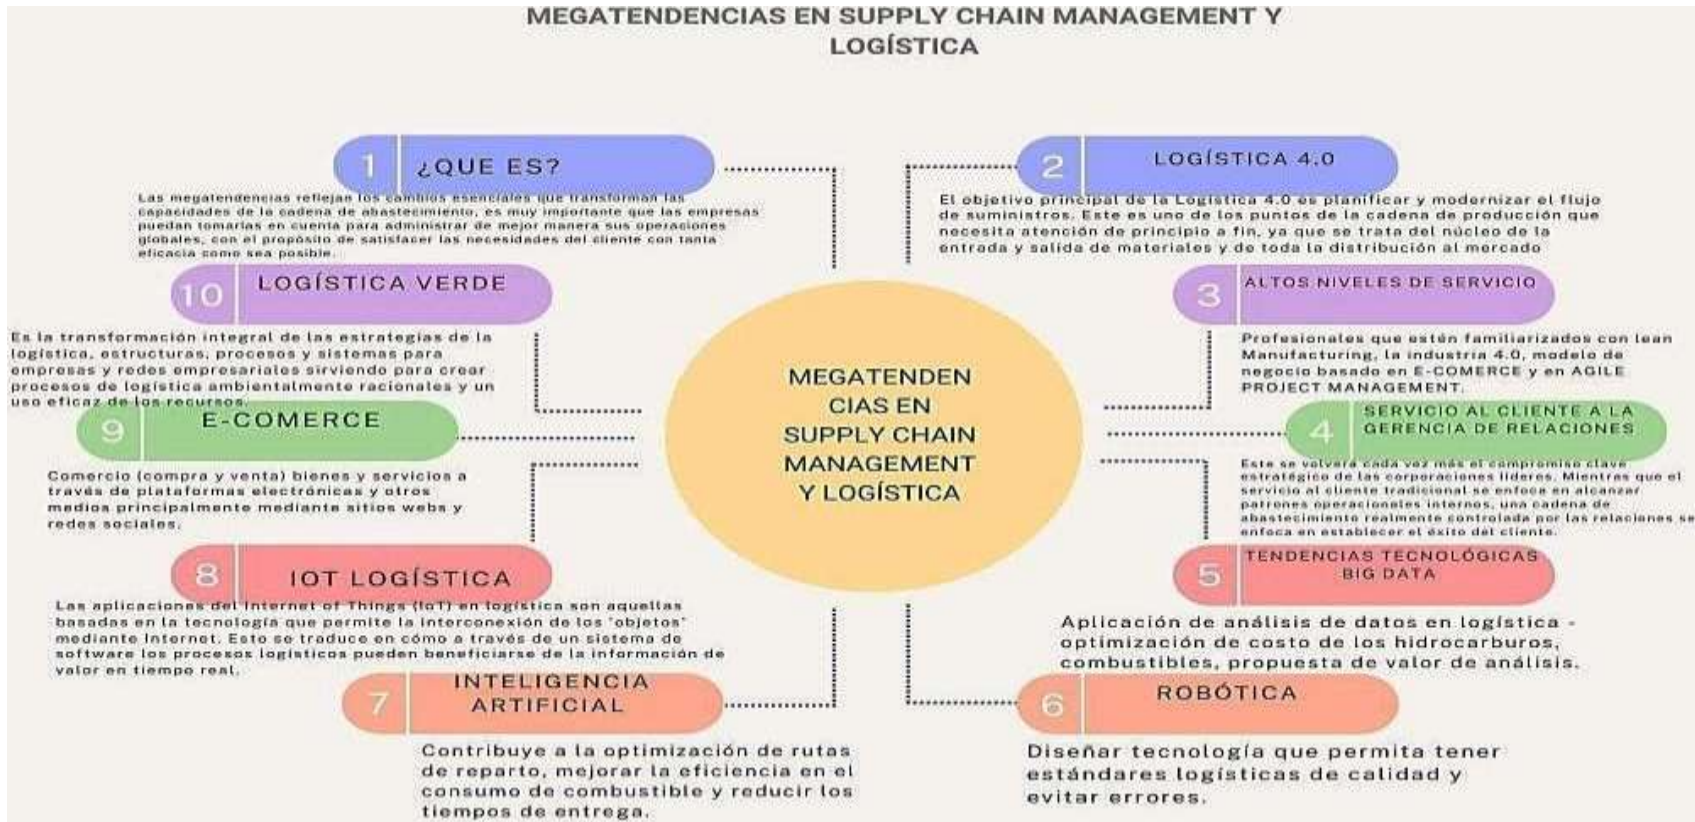 MEGATENDENCIAS EN SUPPLY CHAIN MANAGEMENT Y
LOGÍSTICA
1
¿QUE ES?
Las megatendencias reflejan los cambios esenciales que transforman las
capacidades de la cadena de abastecimiento, es muy importante que las empresas
puedan tomarlas en cuenta para administrar de mejor manera sus operaciones
globales, con el propósito de satisfacer las necesidades del cliente con tanta
eficacia como sea posible.
2
LOGÍSTICA 4.0
El objetivo principal de la Logística 4.0 es planificar y modernizar el flujo
de suministros. Este es uno de los puntos de la cadena de producción que
necesita atención de principio a fin, ya que se trata del núcleo de la
entrada y salida de materiales y de toda la distribución al mercado
3
ALTOS NIVELES DE SERVICIO
Profesionales que estén familiarizados con lean
Manufacturing, la industria 4.0, modelo de
negocio basado en E-COMERCE y en AGILE
PROJECT MANAGEMENT.
4
SERVICIO AL CLIENTE A LA
GERENCIA DE RELACIONES
Este se volverá cada vez más el compromiso clave
estratégico de las corporaciones líderes. Mientras que el
servicio al cliente tradicional se enfoca en alcanzar
patrones operacionales internos, una cadena de
abastecimiento realmente controlada por las relaciones se
enfoca en establecer el éxito del cliente.
5
TENDENCIAS TECNOLÓGICAS
BIG DATA
Aplicación de análisis de datos en logística -
optimización de costo de los hidrocarburos,
combustibles, propuesta de valor de análisis.
6
ROBÓTICA
Diseñar tecnología que permita tener
estándares logísticas de calidad y
evitar errores.
7
INTELIGENCIA
ARTIFICIAL
Contribuye a la optimización de rutas
de reparto, mejorar la eficiencia en el
consumo de combustible y reducir los
tiempos de entrega.
8
IOT LOGÍSTICA
Las aplicaciones del Internet of Things (IoT) en logística son aquellas
basadas en la tecnología que permite la interconexión de los "objetos"
mediante Internet. Esto se traduce en cómo a través de un sistema de
software los procesos logísticos pueden beneficiarse de la información de
valor en tiempo real.
9
E-COMERCE
Comercio (compra y venta) bienes y servicios a
través de plataformas electrónicas y otros
medios principalmente mediante sitios webs y
redes sociales.
10
LOGÍSTICA VERDE
Es la transformación integral de las estrategias de la
logística, estructuras, procesos y sistemas para
empresas y redes empresariales sirviendo para crear
procesos de logística ambientalmente racionales y un
uso eficaz de los recursos.
MEGATENDEN
CIAS EN
SUPPLY CHAIN
MANAGEMENT
Y LOGÍSTICA